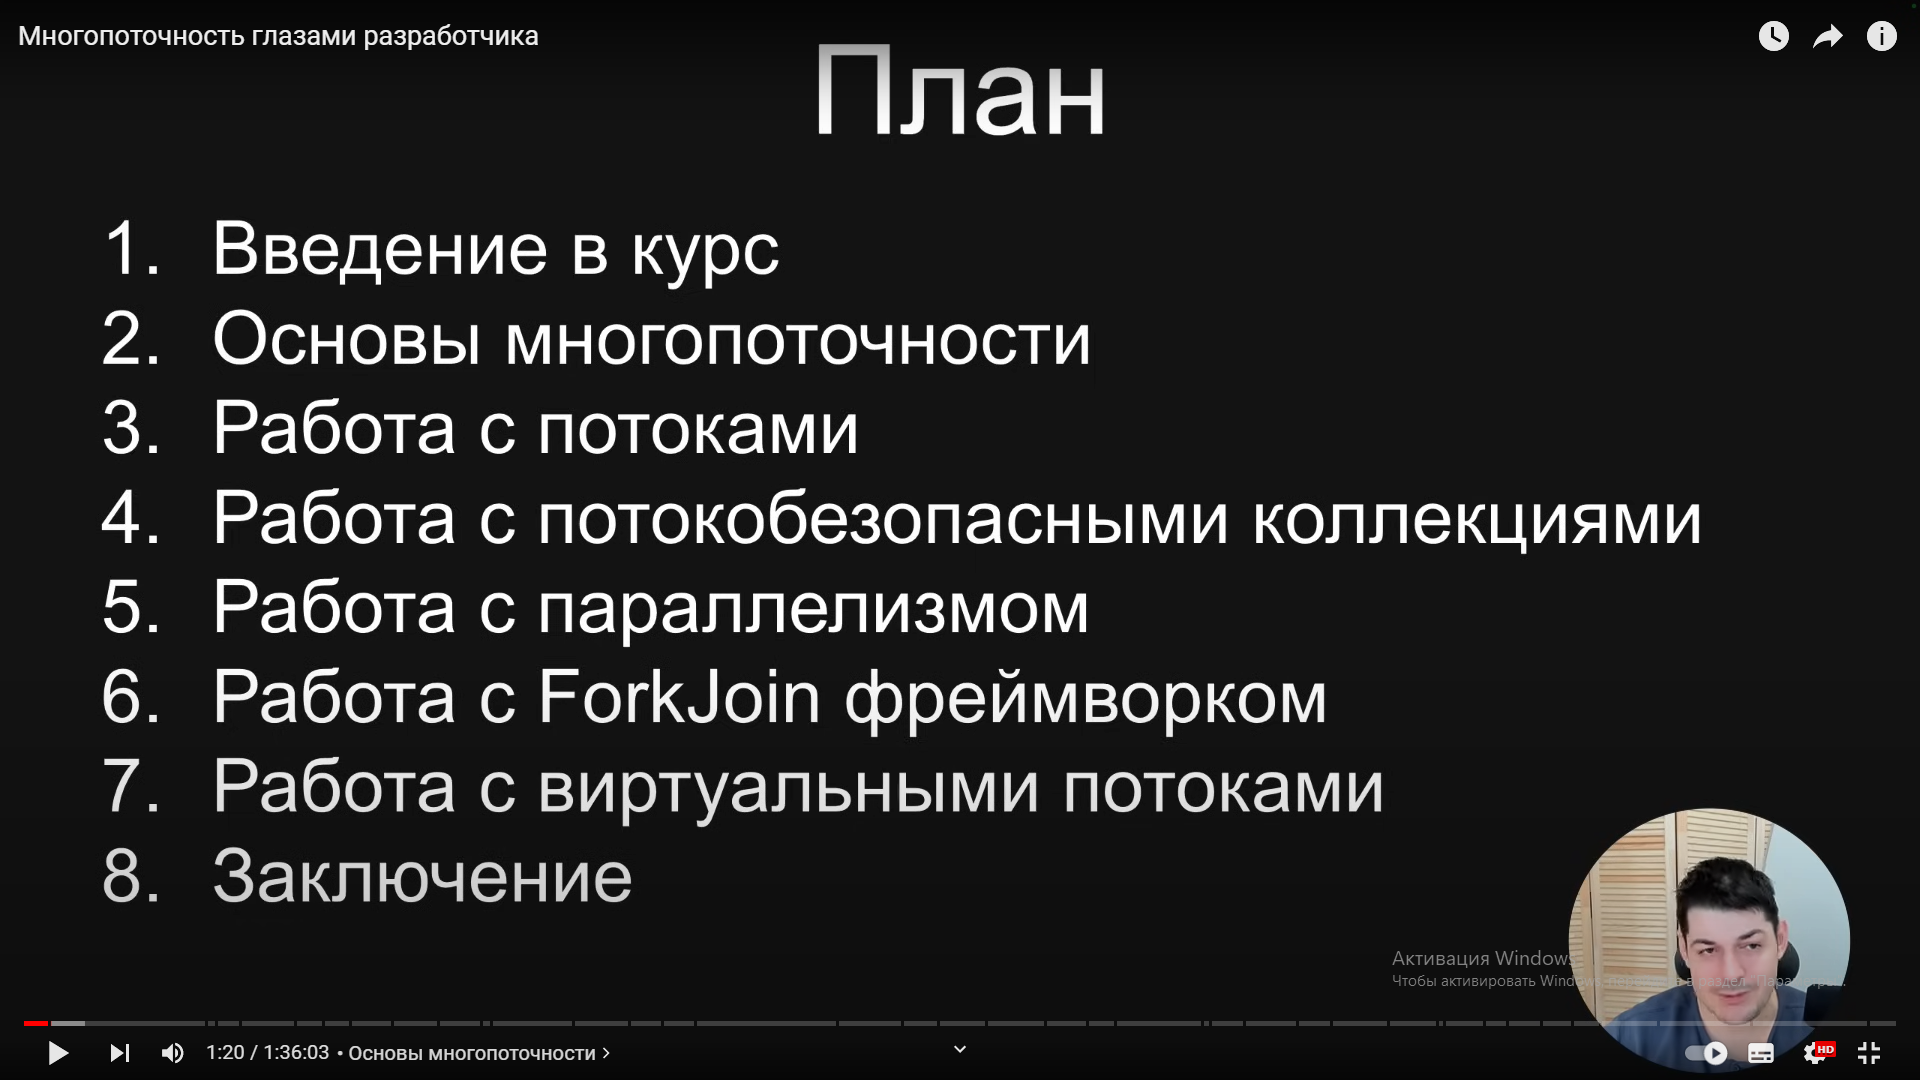 Многопоточность глазами разработчика
План
1. Введение в курс
2. Основы многопоточности
3. Работа с потоками
4. Работа с потокобезопасными коллекциями
5. Работа с параллелизмом
6. Работа с ForkJoin фреймворком
7. Работа с виртуальными потоками
8. Заключение
Активация Windows
Чтобы активировать Windows, в раздел "Пара
1:20 / 1:36:03 • Основы многопоточности
HD